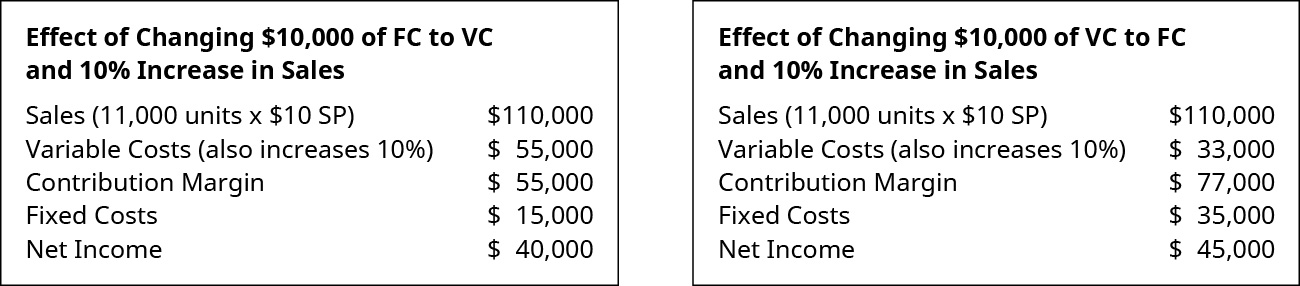 Effect of Changing $10,000 of FC to VC
and 10% Increase in Sales
Sales (11,000 units x $10 SP) $110,000
Variable Costs (also increases 10%) $ 55,000
Contribution Margin $ 55,000
Fixed Costs $ 15,000
Net Income $ 40,000
Effect of Changing $10,000 of VC to FC
and 10% Increase in Sales
Sales (11,000 units x $10 SP) $110,000
Variable Costs (also increases 10%) $ 33,000
Contribution Margin $ 77,000
Fixed Costs $ 35,000
Net Income $ 45,000